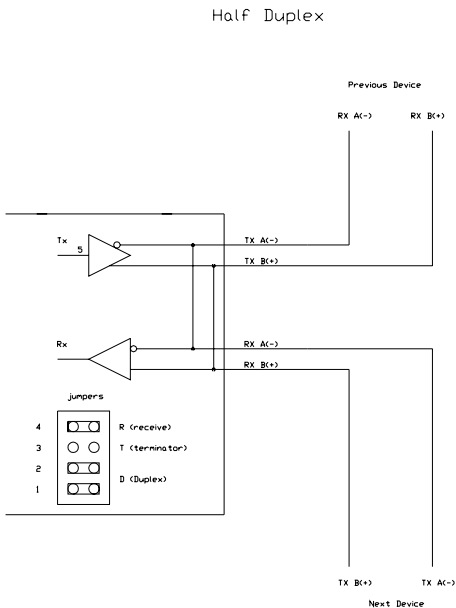 Half Duplex
Previous Device
RX A(-) RX B(+)
Tx 5 TX A(-)
TX B(+)
Rx RX A(-)
RX B(+)
jumpers
4 R (receive)
3 T (terminator)
2
D (Duplex)
1
TX B(+) TX A(-)
Next Device